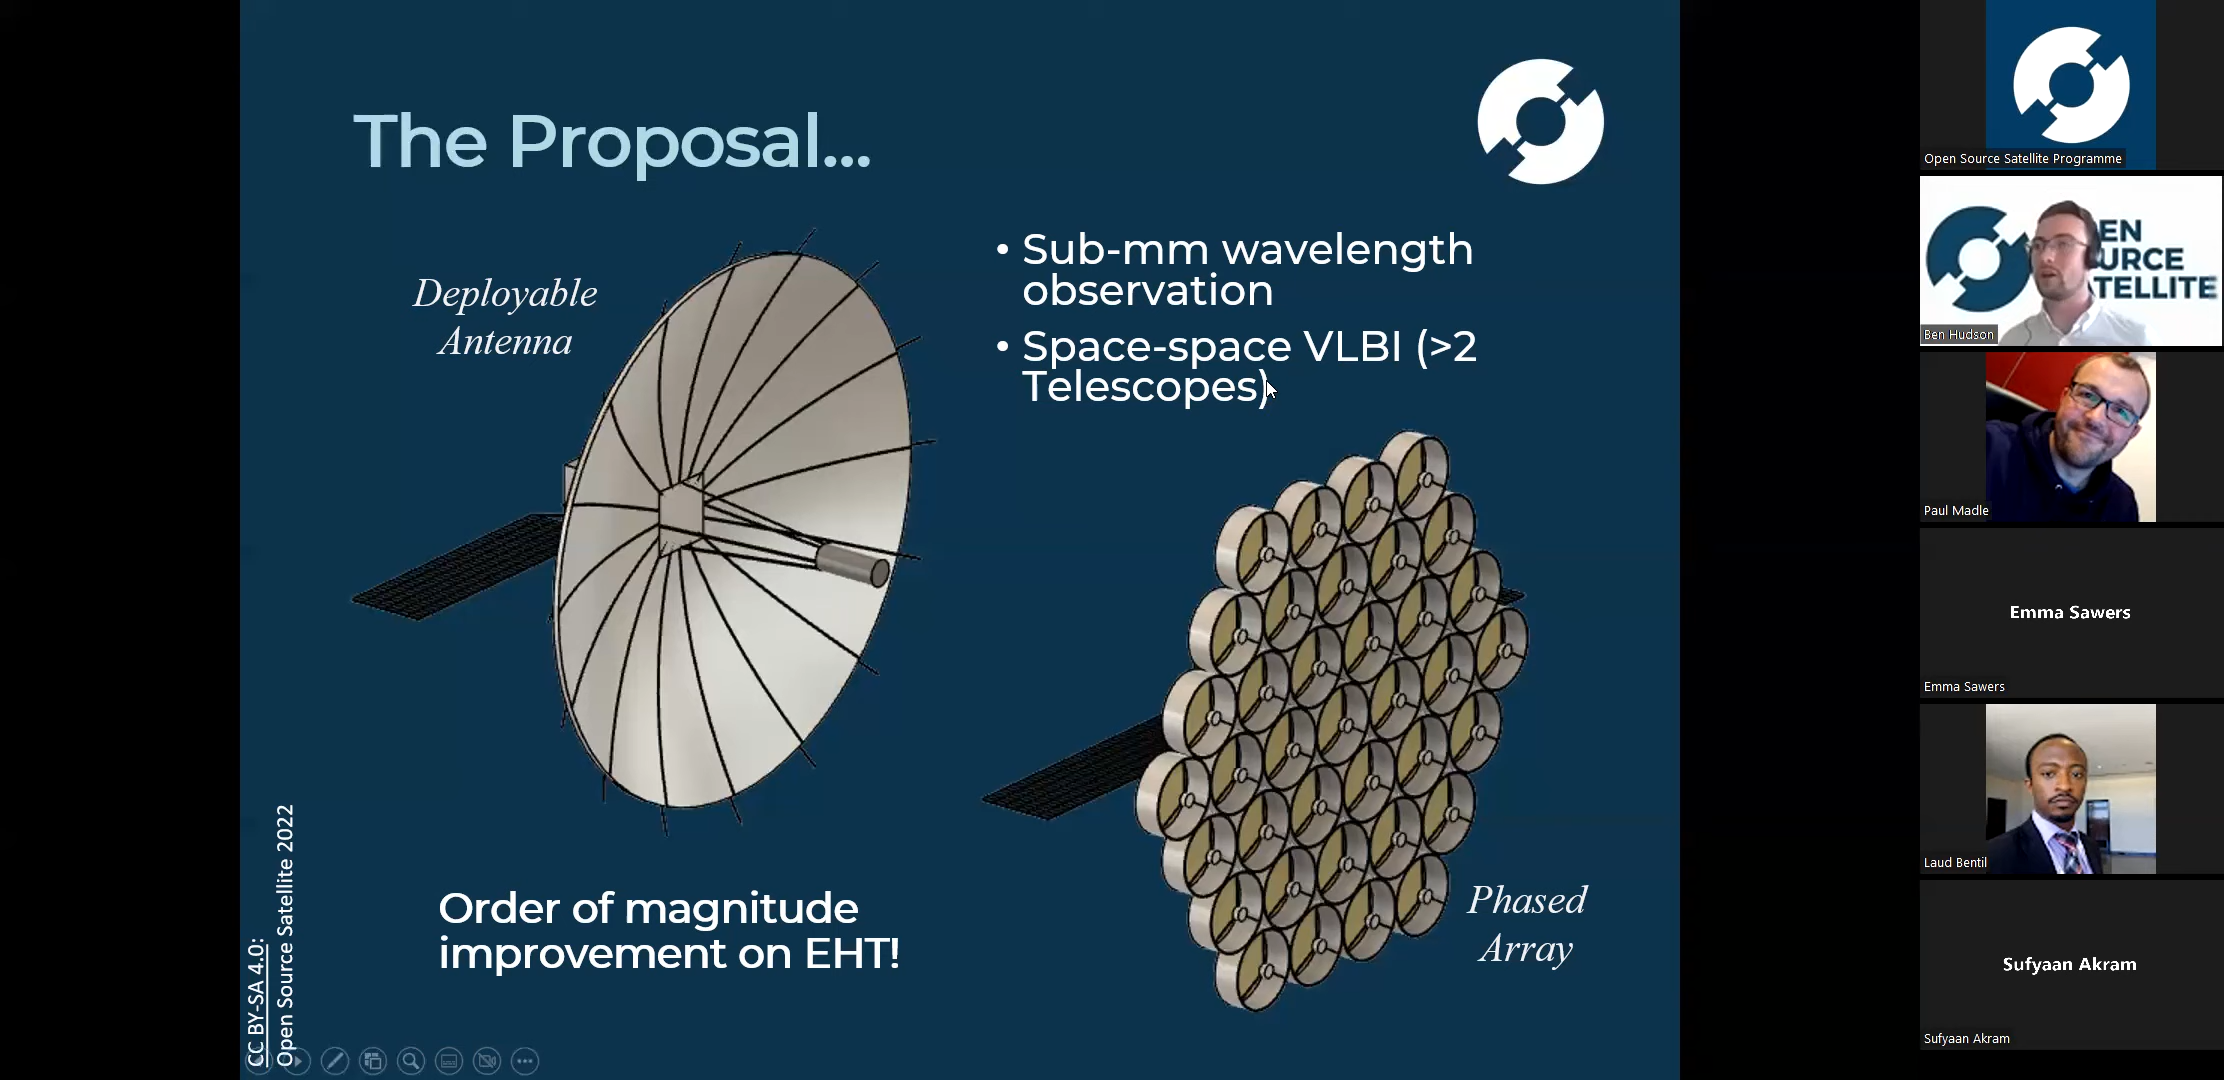 The Proposal...
Deployable
Antenna
• Sub-mm wavelength
observation
• Space-space VLBI (>2
Telescopes)
Order of magnitude
improvement on EHT!
Phased
Array
CC BY-SA 4.0:
Open Source Satellite 2022
Open Source Satellite Programme
EN
URCE
TELLITE
Ben Hudson
Paul Madle
Emma Sawers
Emma Sawers
Laud Bentil
Sufyaan Akram
Sufyaan Akram